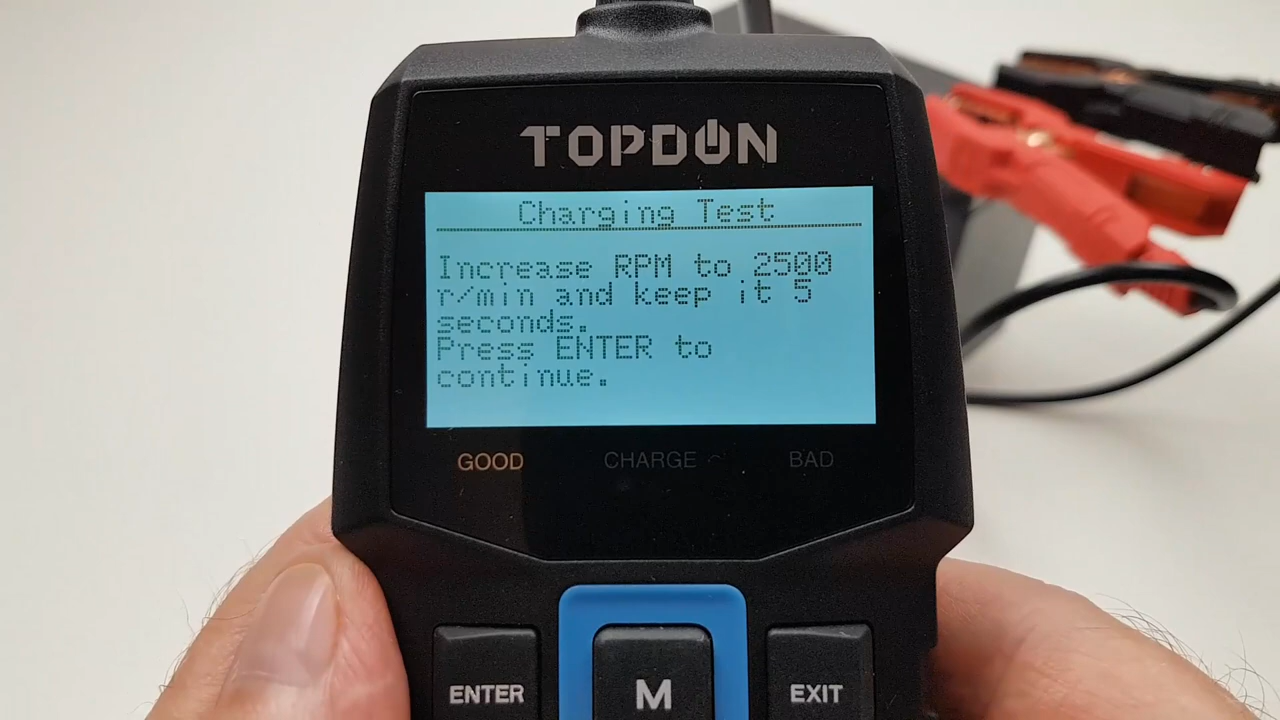 TOPDON
Charging Test
Increase RPM to 2500
r/min and keep it 5
seconds.
Press ENTER to
continue.
GOOD CHARGE BAD
ENTER M EXIT